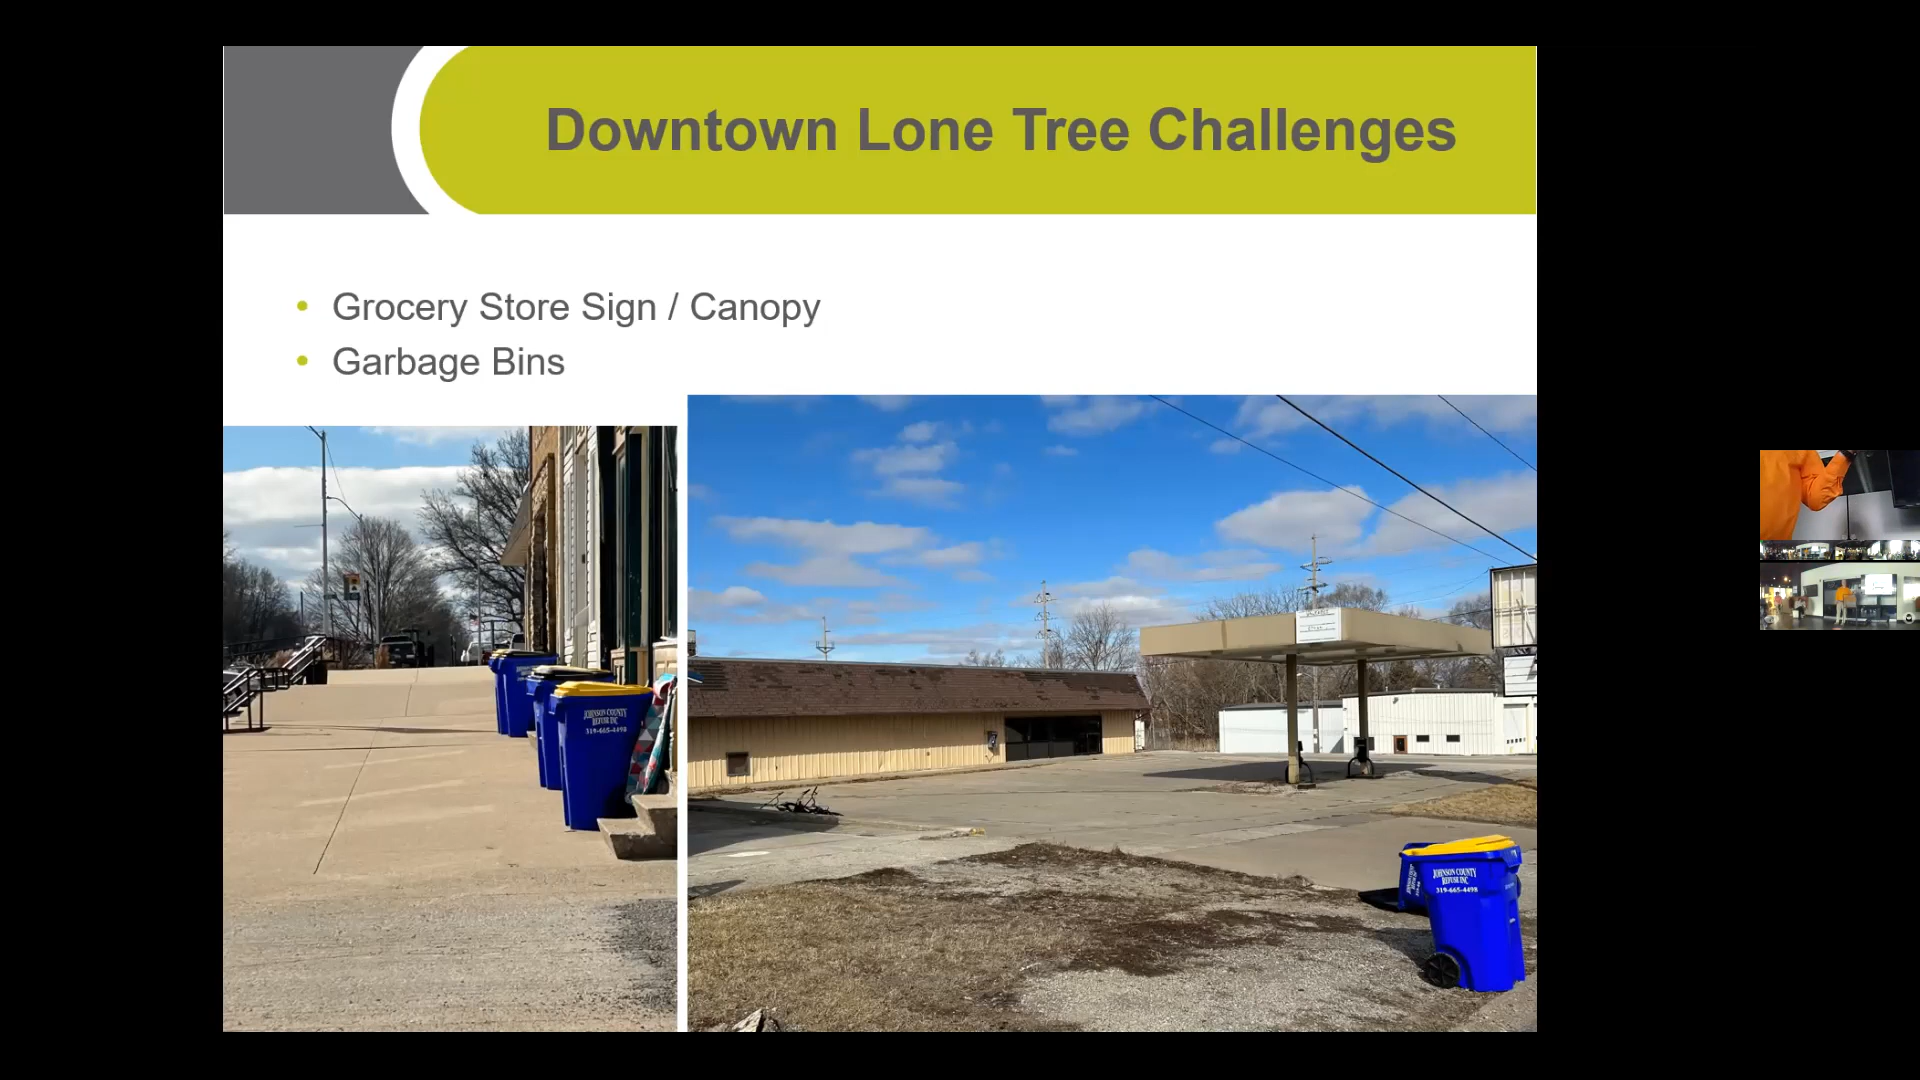 Downtown Lone Tree Challenges
• Grocery Store Sign / Canopy
• Garbage Bins
JOHNSON COUNTY
REFUSE INC
319-665-4498
JOHNSON COUNTY
REFUSE INC
319-665-4498